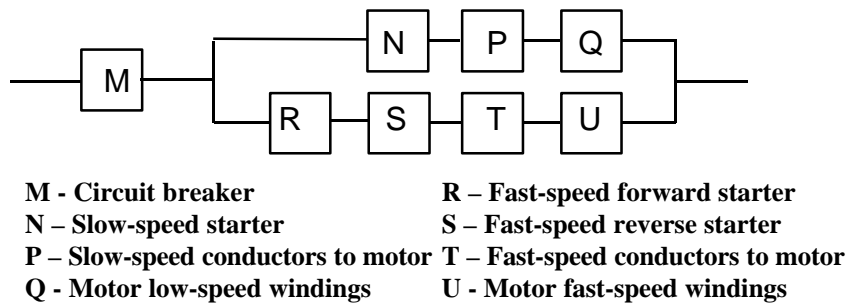 N P Q
M
R S T U
M - Circuit breaker R – Fast-speed forward starter
N – Slow-speed starter S – Fast-speed reverse starter
P – Slow-speed conductors to motor T – Fast-speed conductors to motor
Q - Motor low-speed windings U - Motor fast-speed windings